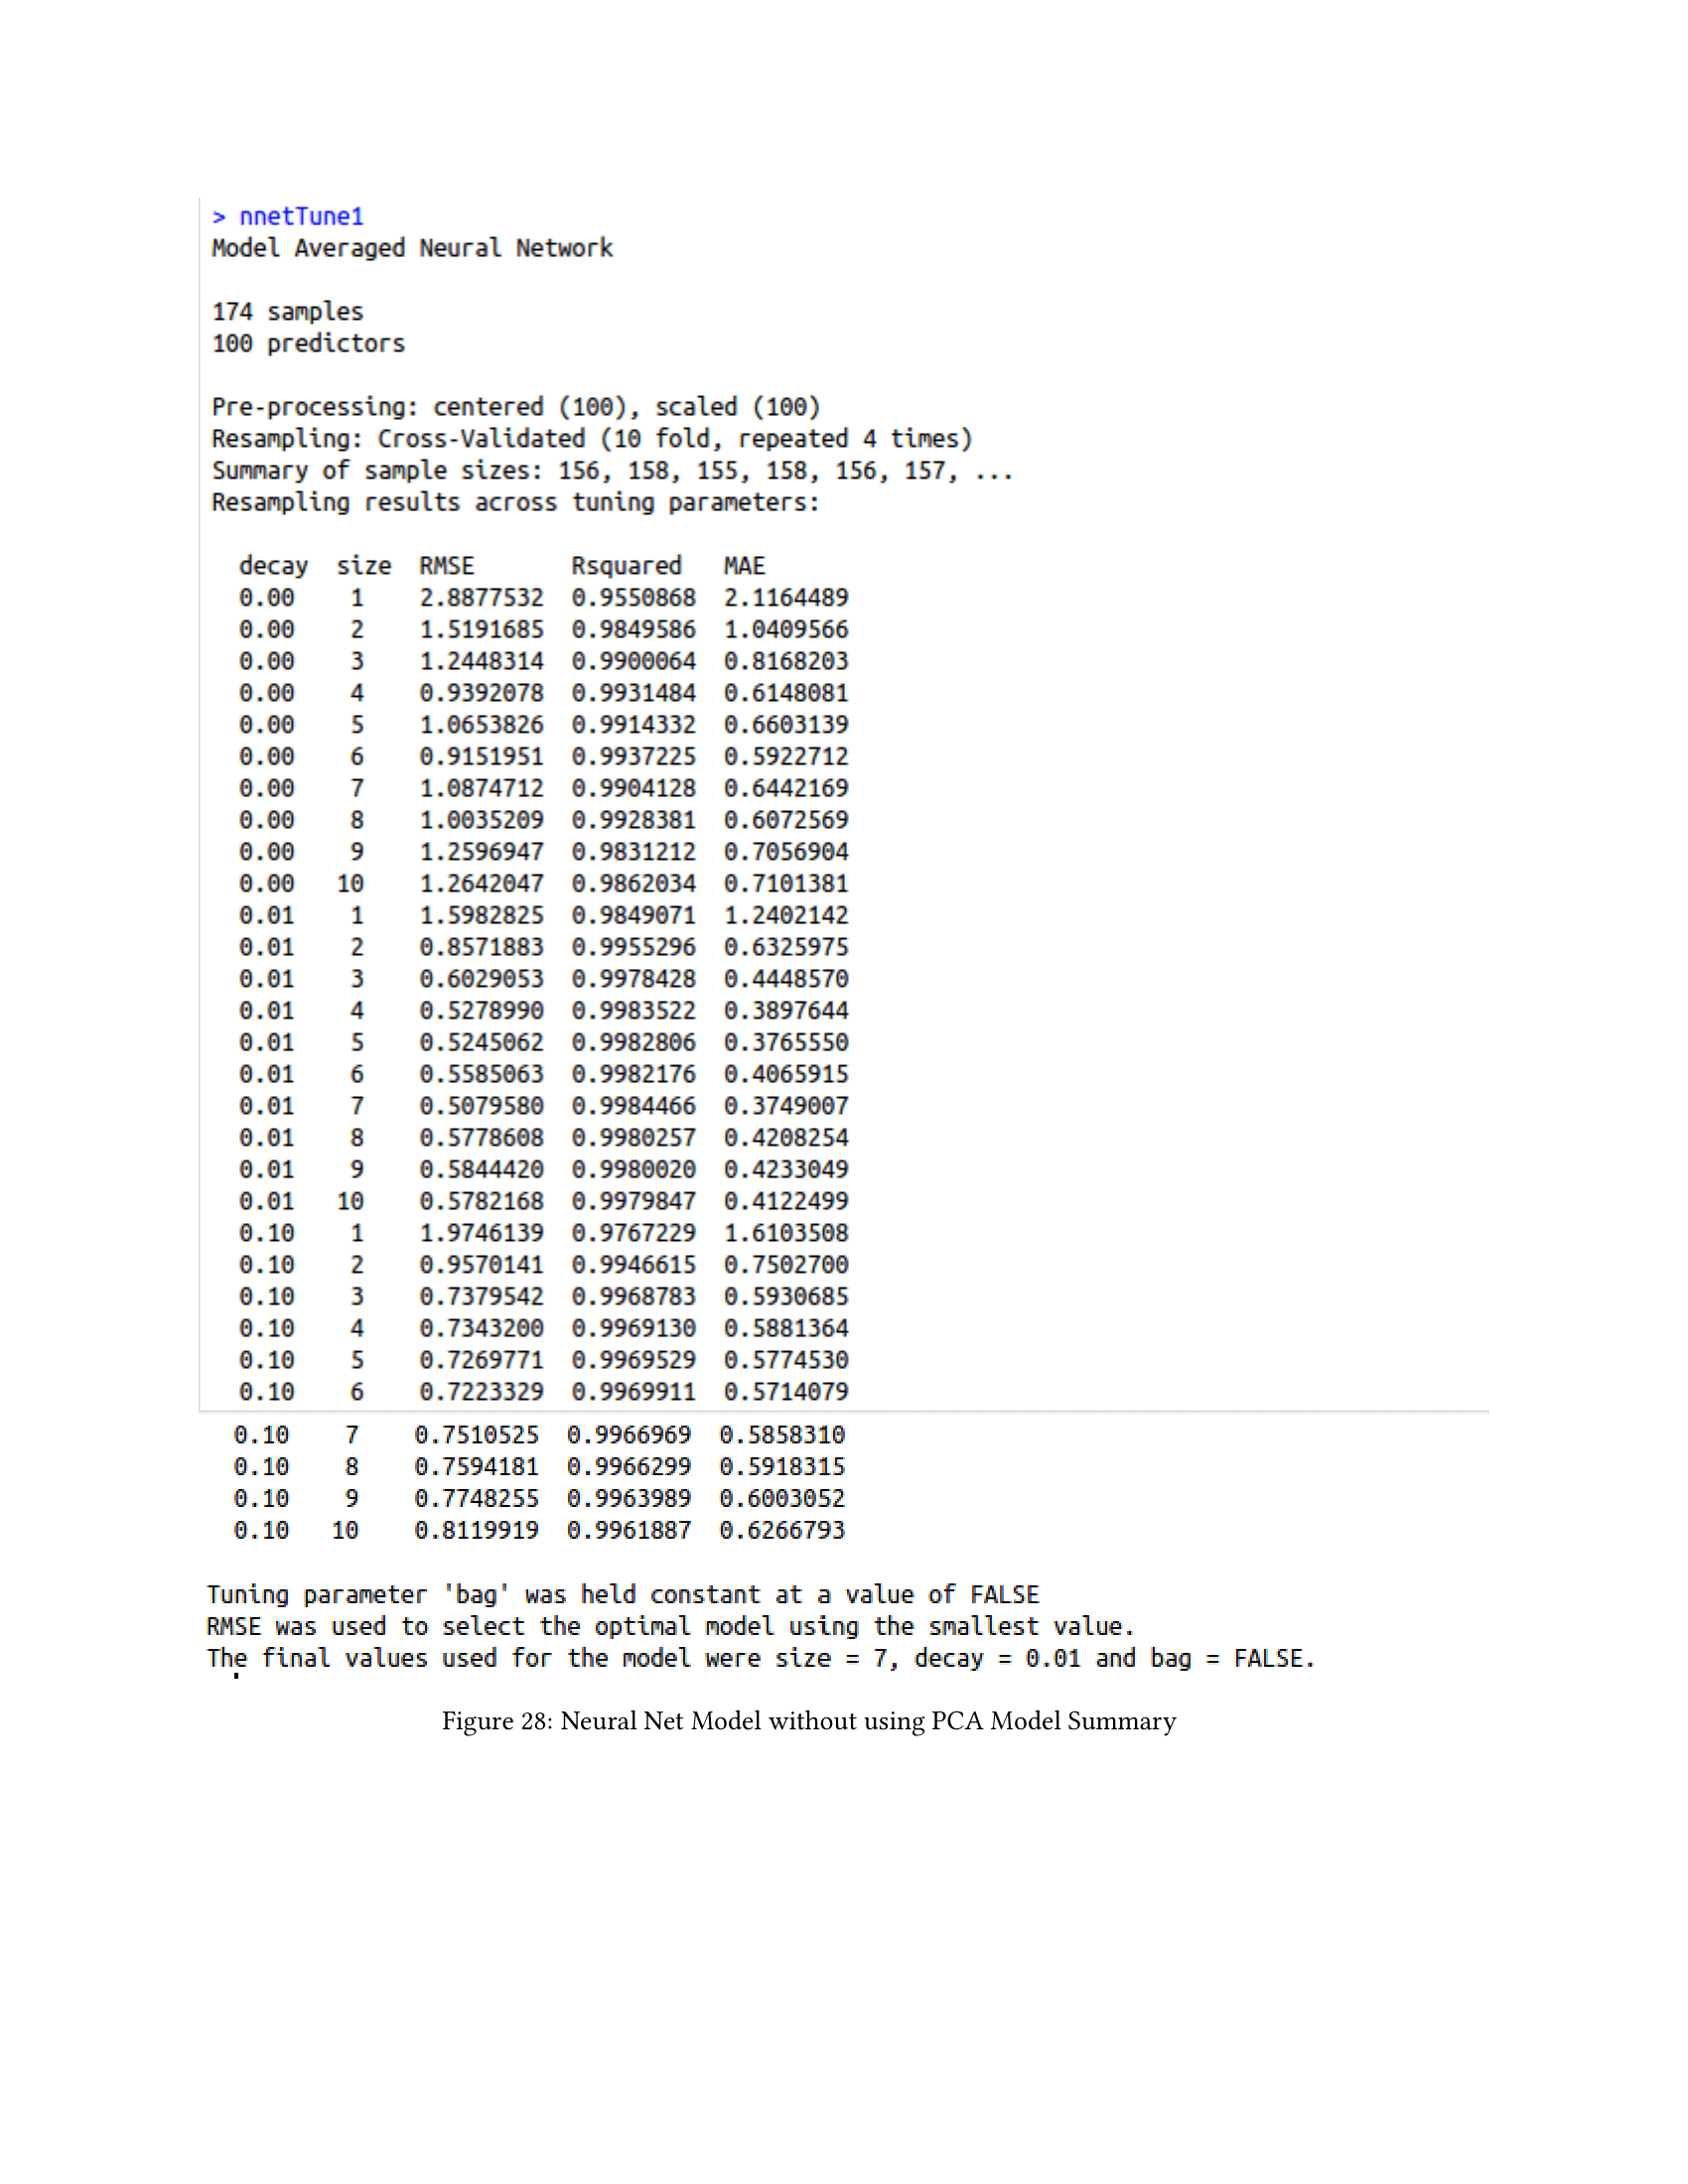 > nnetTune1
Model Averaged Neural Network
174 samples
100 predictors
Pre-processing: centered (100), scaled (100)
Resampling: Cross-Validated (10 fold, repeated 4 times)
Summary of sample sizes: 156, 158, 155, 158, 156, 157, ...
Resampling results across tuning parameters:
decay size RMSE Rsquared MAE
0.00 1 2.8877532 0.9550868 2.1164489
0.00 2 1.5191685 0.9849586 1.0409566
0.00 3 1.2448314 0.9900064 0.8168203
0.00 4 0.9392078 0.9931484 0.6148081
0.00 5 1.0653826 0.9914332 0.6603139
0.00 6 0.9151951 0.9937225 0.5922712
0.00 7 1.0874712 0.9904128 0.6442169
0.00 8 1.0035209 0.9928381 0.6072569
0.00 9 1.2596947 0.9831212 0.7056904
0.00 10 1.2642047 0.9862034 0.7101381
0.01 1 1.5982825 0.9849071 1.2402142
0.01 2 0.8571883 0.9955296 0.6325975
0.01 3 0.6029053 0.9978428 0.4448570
0.01 4 0.5278990 0.9983522 0.3897644
0.01 5 0.5245062 0.9982806 0.3765550
0.01 6 0.5585063 0.9982176 0.4065915
0.01 7 0.5079580 0.9984466 0.3749007
0.01 8 0.5778608 0.9980257 0.4208254
0.01 9 0.5844420 0.9980020 0.4233049
0.01 10 0.5782168 0.9979847 0.4122499
0.10 1 1.9746139 0.9767229 1.6103508
0.10 2 0.9570141 0.9946615 0.7502700
0.10 3 0.7379542 0.9968783 0.5930685
0.10 4 0.7343200 0.9969130 0.5881364
0.10 5 0.7269771 0.9969529 0.5774530
0.10 6 0.7223329 0.9969911 0.5714079
0.10 7 0.7510525 0.9966969 0.5858310
0.10 8 0.7594181 0.9966299 0.5918315
0.10 9 0.7748255 0.9963989 0.6003052
0.10 10 0.8119919 0.9961887 0.6266793
Tuning parameter 'bag' was held constant at a value of FALSE
RMSE was used to select the optimal model using the smallest value.
The final values used for the model were size = 7, decay = 0.01 and bag = FALSE.
Figure 28: Neural Net Model without using PCA Model Summary